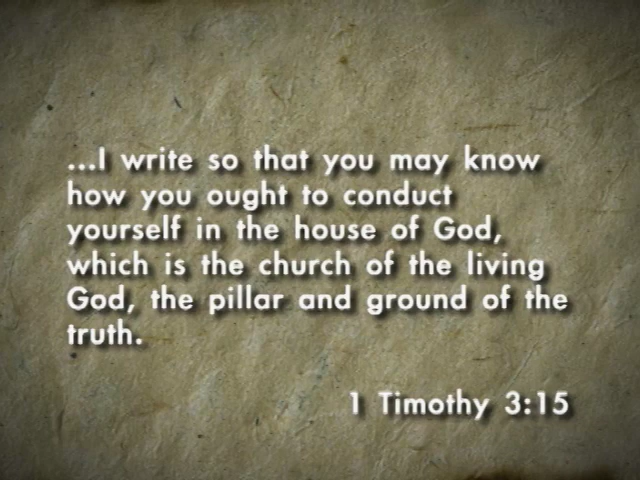 ...I write so that you may know
how you ought to conduct
yourself in the house of God,
which is the church of the living
God, the pillar and ground of the
truth.
1 Timothy 3:15